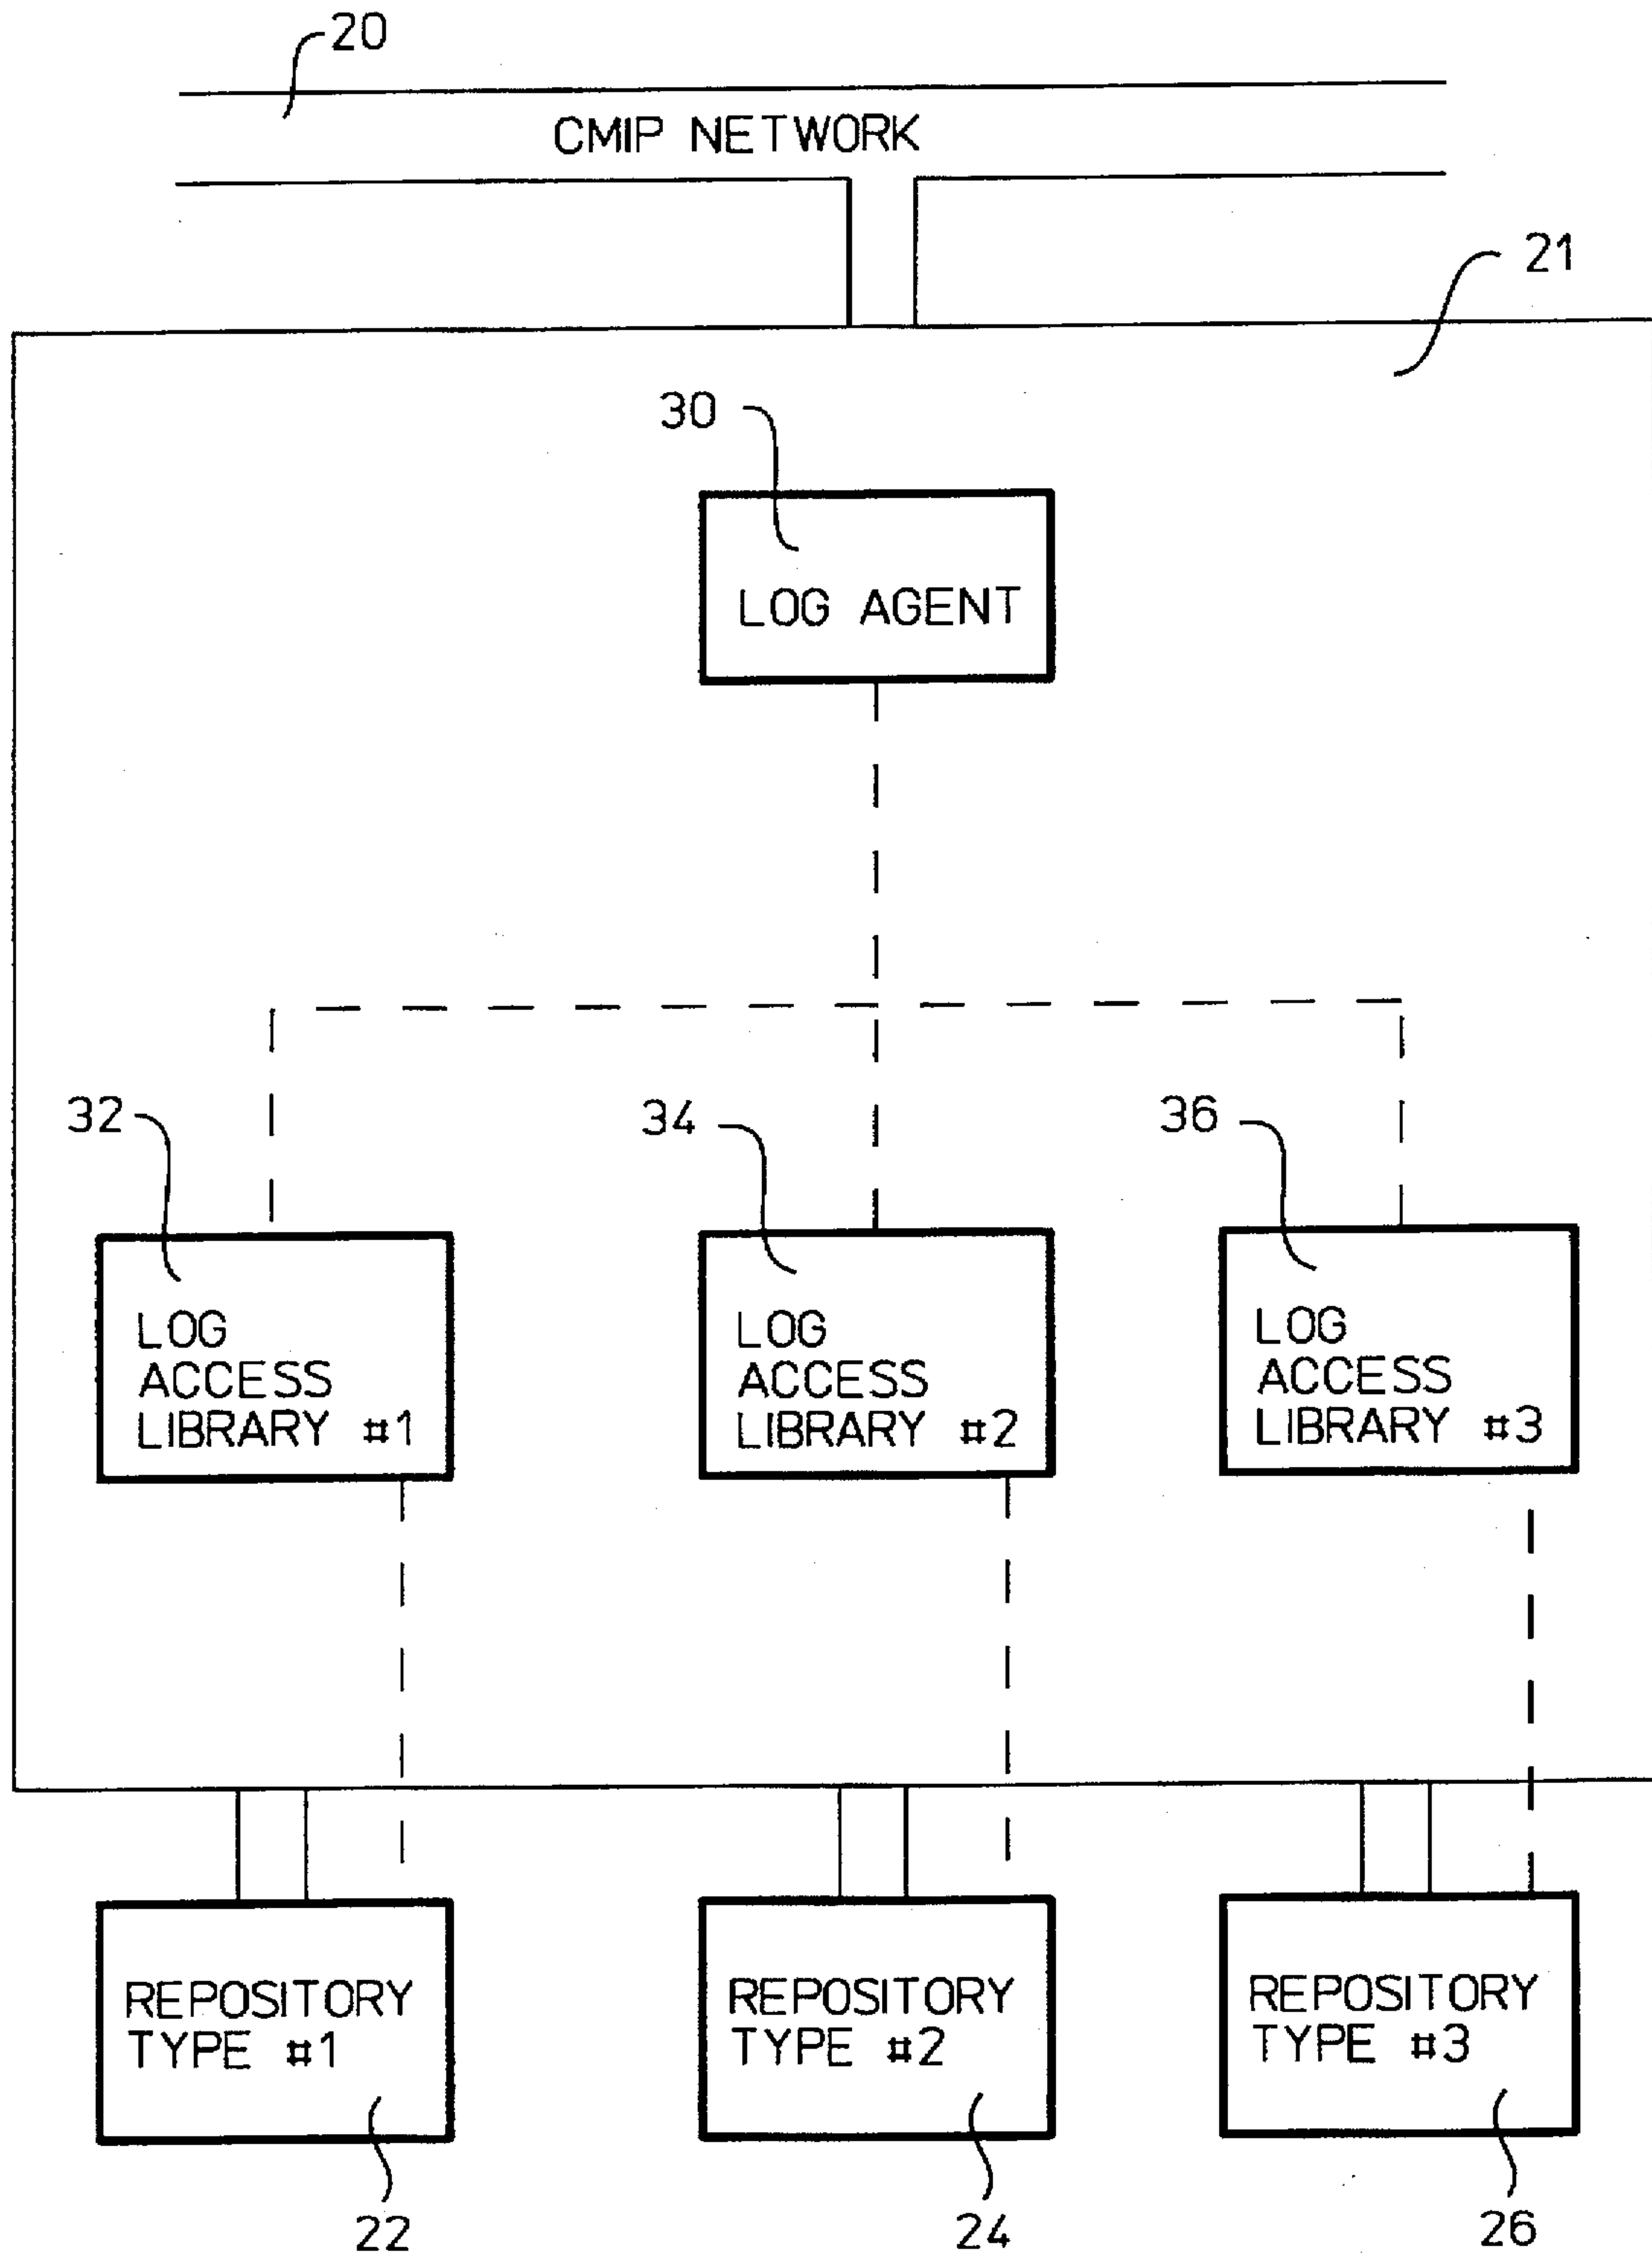 20
CMIP NETWORK
21
30
LOG AGENT
32
34
36
LOG
ACCESS
LIBRARY #1
LOG
ACCESS
LIBRARY #2
LOG
ACCESS
LIBRARY #3
REPOSITORY
TYPE #1
REPOSITORY
TYPE #2
REPOSITORY
TYPE #3
22
24
26